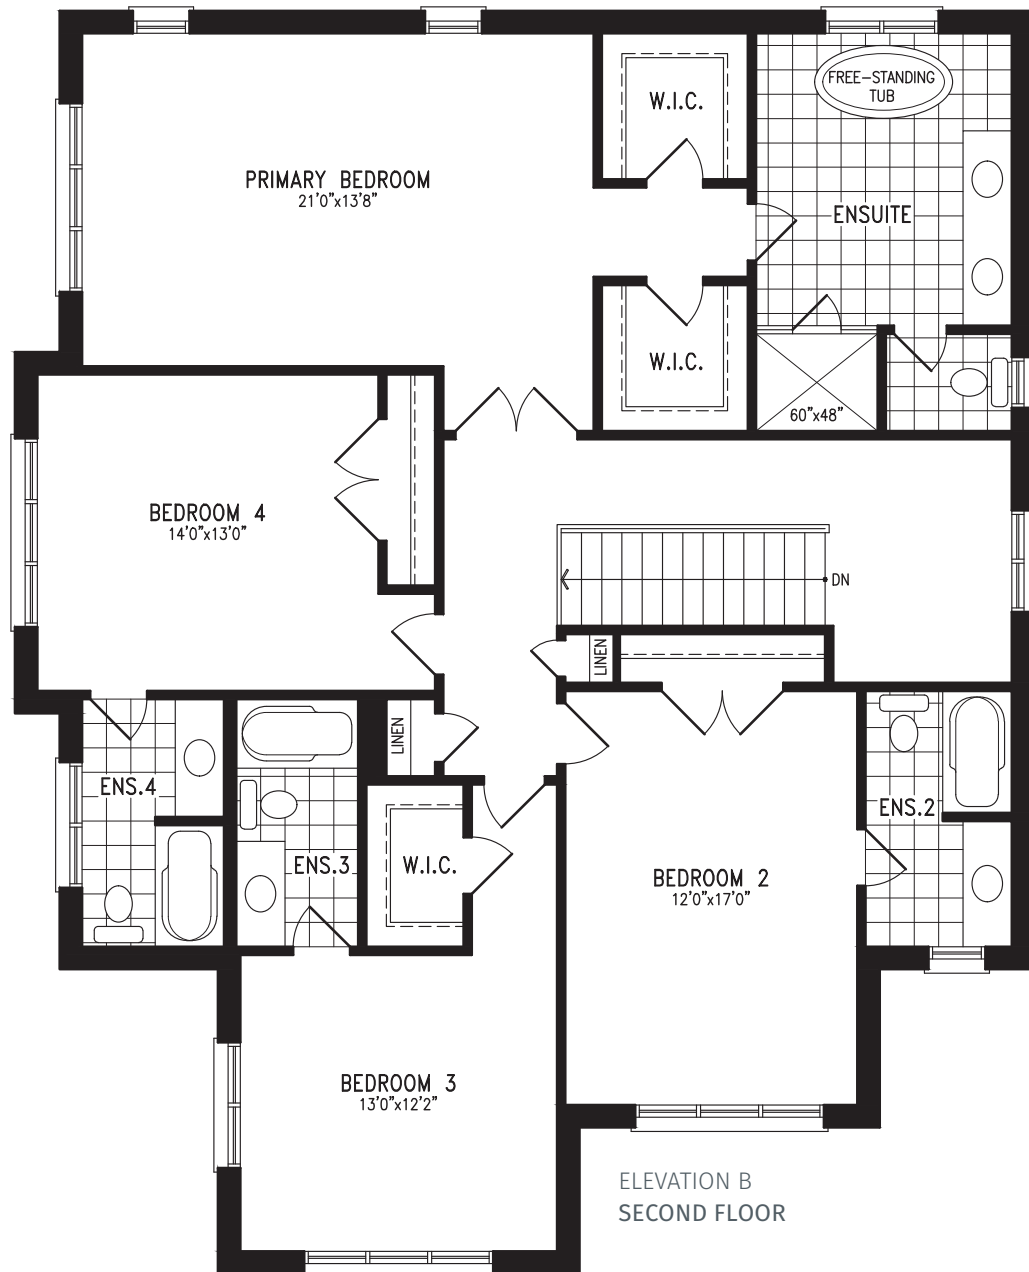 W.I.C.
FREE-STANDING
TUB
PRIMARY BEDROOM
21'0"x13'8"
ENSUITE
W.I.C.
60"x48"
BEDROOM 4
14'0"x13'0"
DN
LINEN
LINEN
ENS.4
ENS.3
W.I.C.
ENS.2
BEDROOM 2
12'0"x17'0"
BEDROOM 3
13'0"x12'2"
ELEVATION B
SECOND FLOOR